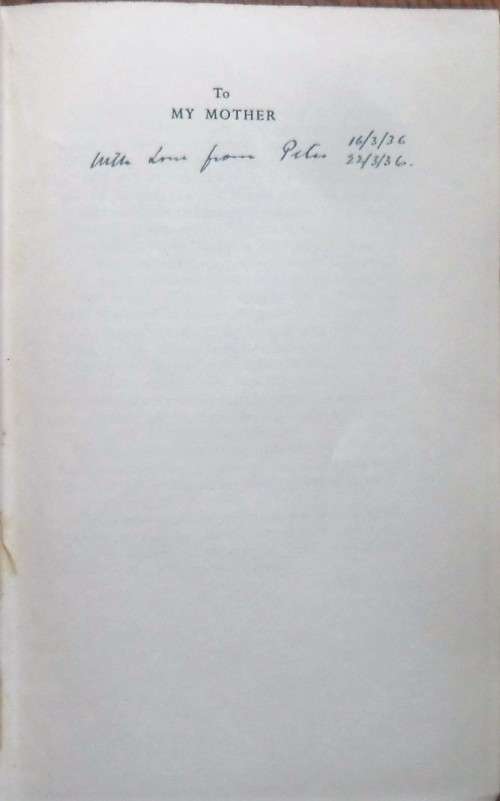 To
MY MOTHER
With Love from Peter 16/3/36
22/3/36.